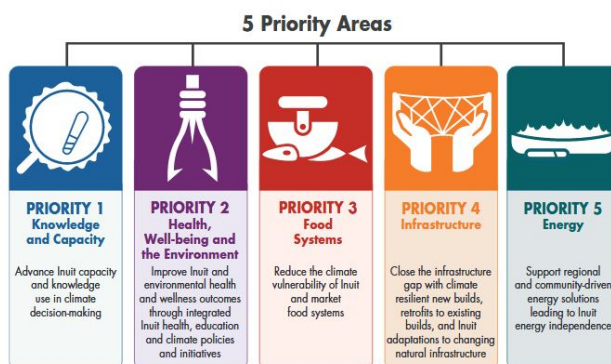 5 Priority Areas
PRIORITY 1
Knowledge
and Capacity
Advance Inuit capacity
and knowledge
use in climate
decision-making
PRIORITY 2
Health,
Well-being and
the Environment
Improve Inuit and
environmental health
and wellness outcomes
through integrated
Inuit health, education
and climate policies
and initiatives
PRIORITY 3
Food
Systems
Reduce the climate
vulnerability of Inuit
and market
food systems
PRIORITY 4
Infrastructure
Close the infrastructure
gap with climate
resilient new builds,
retrofits to existing
builds, and Inuit
adaptations to changing
natural infrastructure
PRIORITY 5
Energy
Support regional
and community-driven
energy solutions
leading to Inuit
energy independence